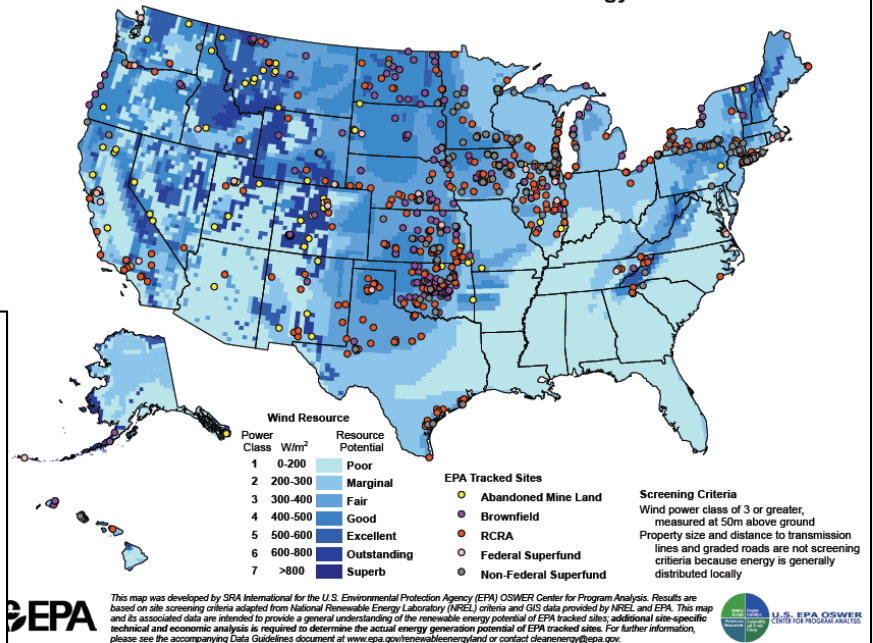 Wind Resource
Power Class W/m² Resource Potential
1 0-200 Poor
2 200-300 Marginal
3 300-400 Fair
4 400-500 Good
5 500-600 Excellent
6 600-800 Outstanding
7 >800 Superb
EPA Tracked Sites
Abandoned Mine Land
Brownfield
RCRA
Federal Superfund
Non-Federal Superfund
Screening Criteria
Wind power class of 3 or greater,
measured at 50m above ground
Property size and distance to transmission
lines and graded roads are not screening
critieria because energy is generally
distributed locally
EPA
This map was developed by SRA International for the U.S. Environmental Protection Agency (EPA) OSWER Center for Program Analysis. Results are
based on site screening criteria adapted from National Renewable Energy Laboratory (NREL) criteria and GIS data provided by NREL and EPA. This map
and its associated data are intended to provide a general understanding of the renewable energy potential of EPA tracked sites; additional site-specific
technical and economic analysis is required to determine the actual energy generation potential of EPA tracked sites. For further information,
please see the accompanying Data Guidelines document at www.epa.gov/renewableenergyland or contact cleanenergy@epa.gov.
U.S. EPA OSWER
CENTER FOR PROGRAM ANALYSIS